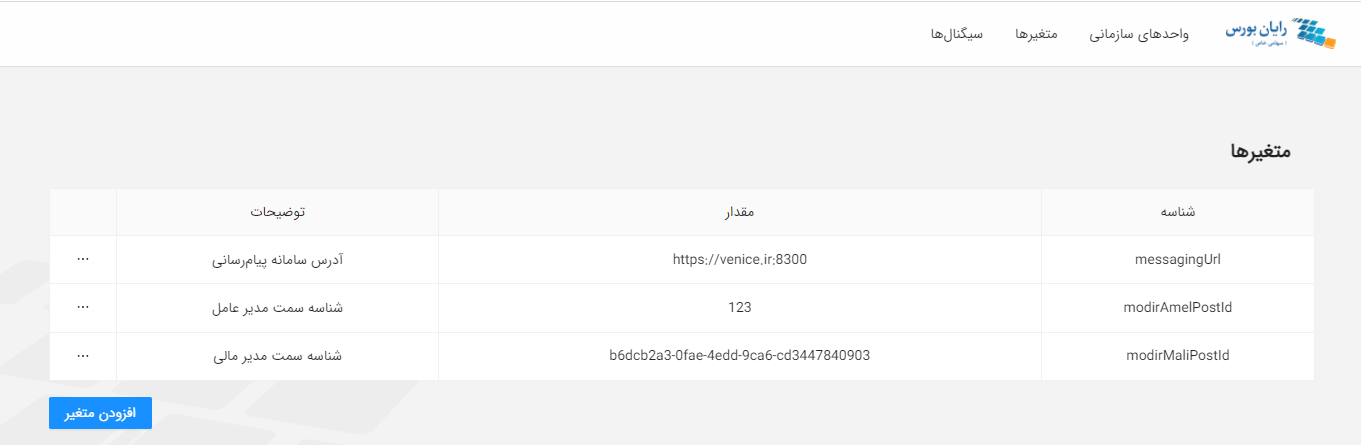 رایان بورس
( سهامی خاص )
واحدهای سازمانی متغیرها سیگنال‌ها
متغیرها
شناسه مقدار توضیحات
messagingUrl https://venice.ir:8300 آدرس سامانه پیام‌رسانی ...
modirAmelPostId 123 شناسه سمت مدیر عامل ...
modirMaliPostId b6dcb2a3-0fae-4edd-9ca6-cd3447840903 شناسه سمت مدیر مالی ...
افزودن متغیر